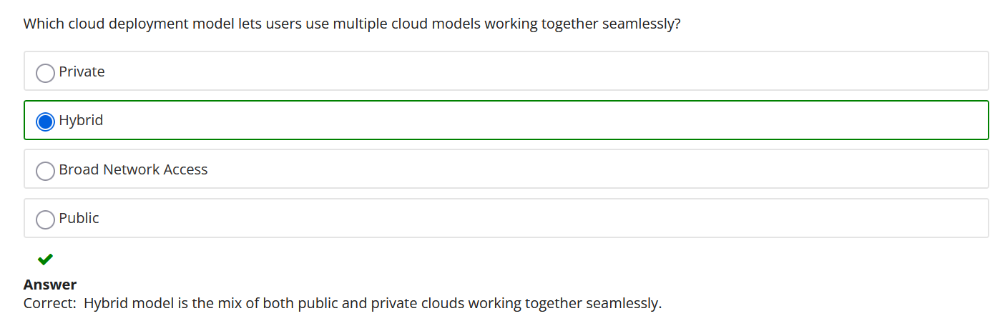 Which cloud deployment model lets users use multiple cloud models working together seamlessly?
Private
Hybrid
Broad Network Access
Public
Answer
Correct:  Hybrid model is the mix of both public and private clouds working together seamlessly.